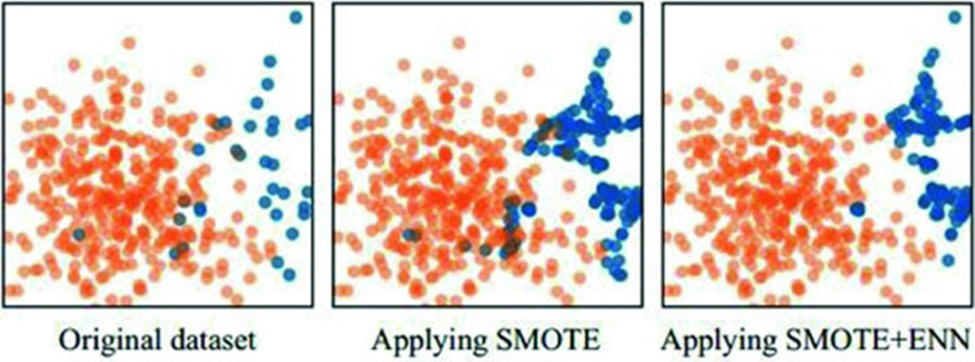 Original dataset
Applying SMOTE
Applying SMOTE+ENN